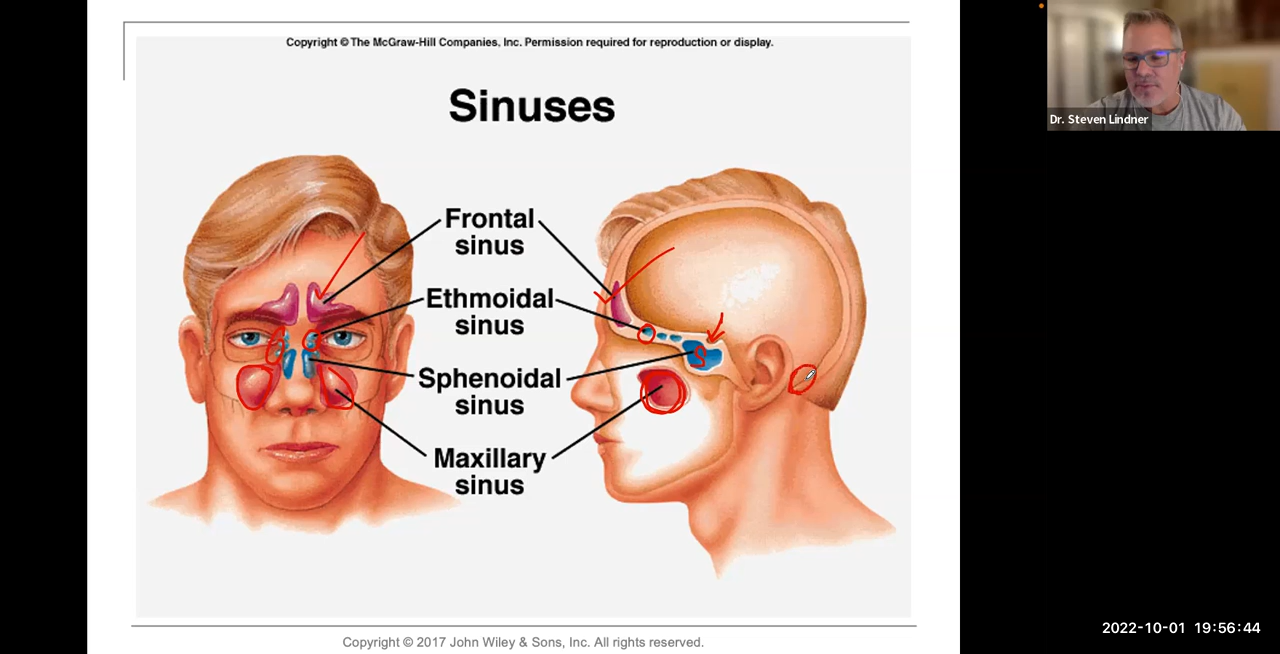 Copyright © The McGraw-Hill Companies, Inc. Permission required for reproduction or display.
Sinuses
Frontal
sinus
Ethmoidal
sinus
Sphenoidal
sinus
Maxillary
sinus
Copyright © 2017 John Wiley & Sons, Inc. All rights reserved.
Dr. Steven Lindner
2022-10-01 19:56:44